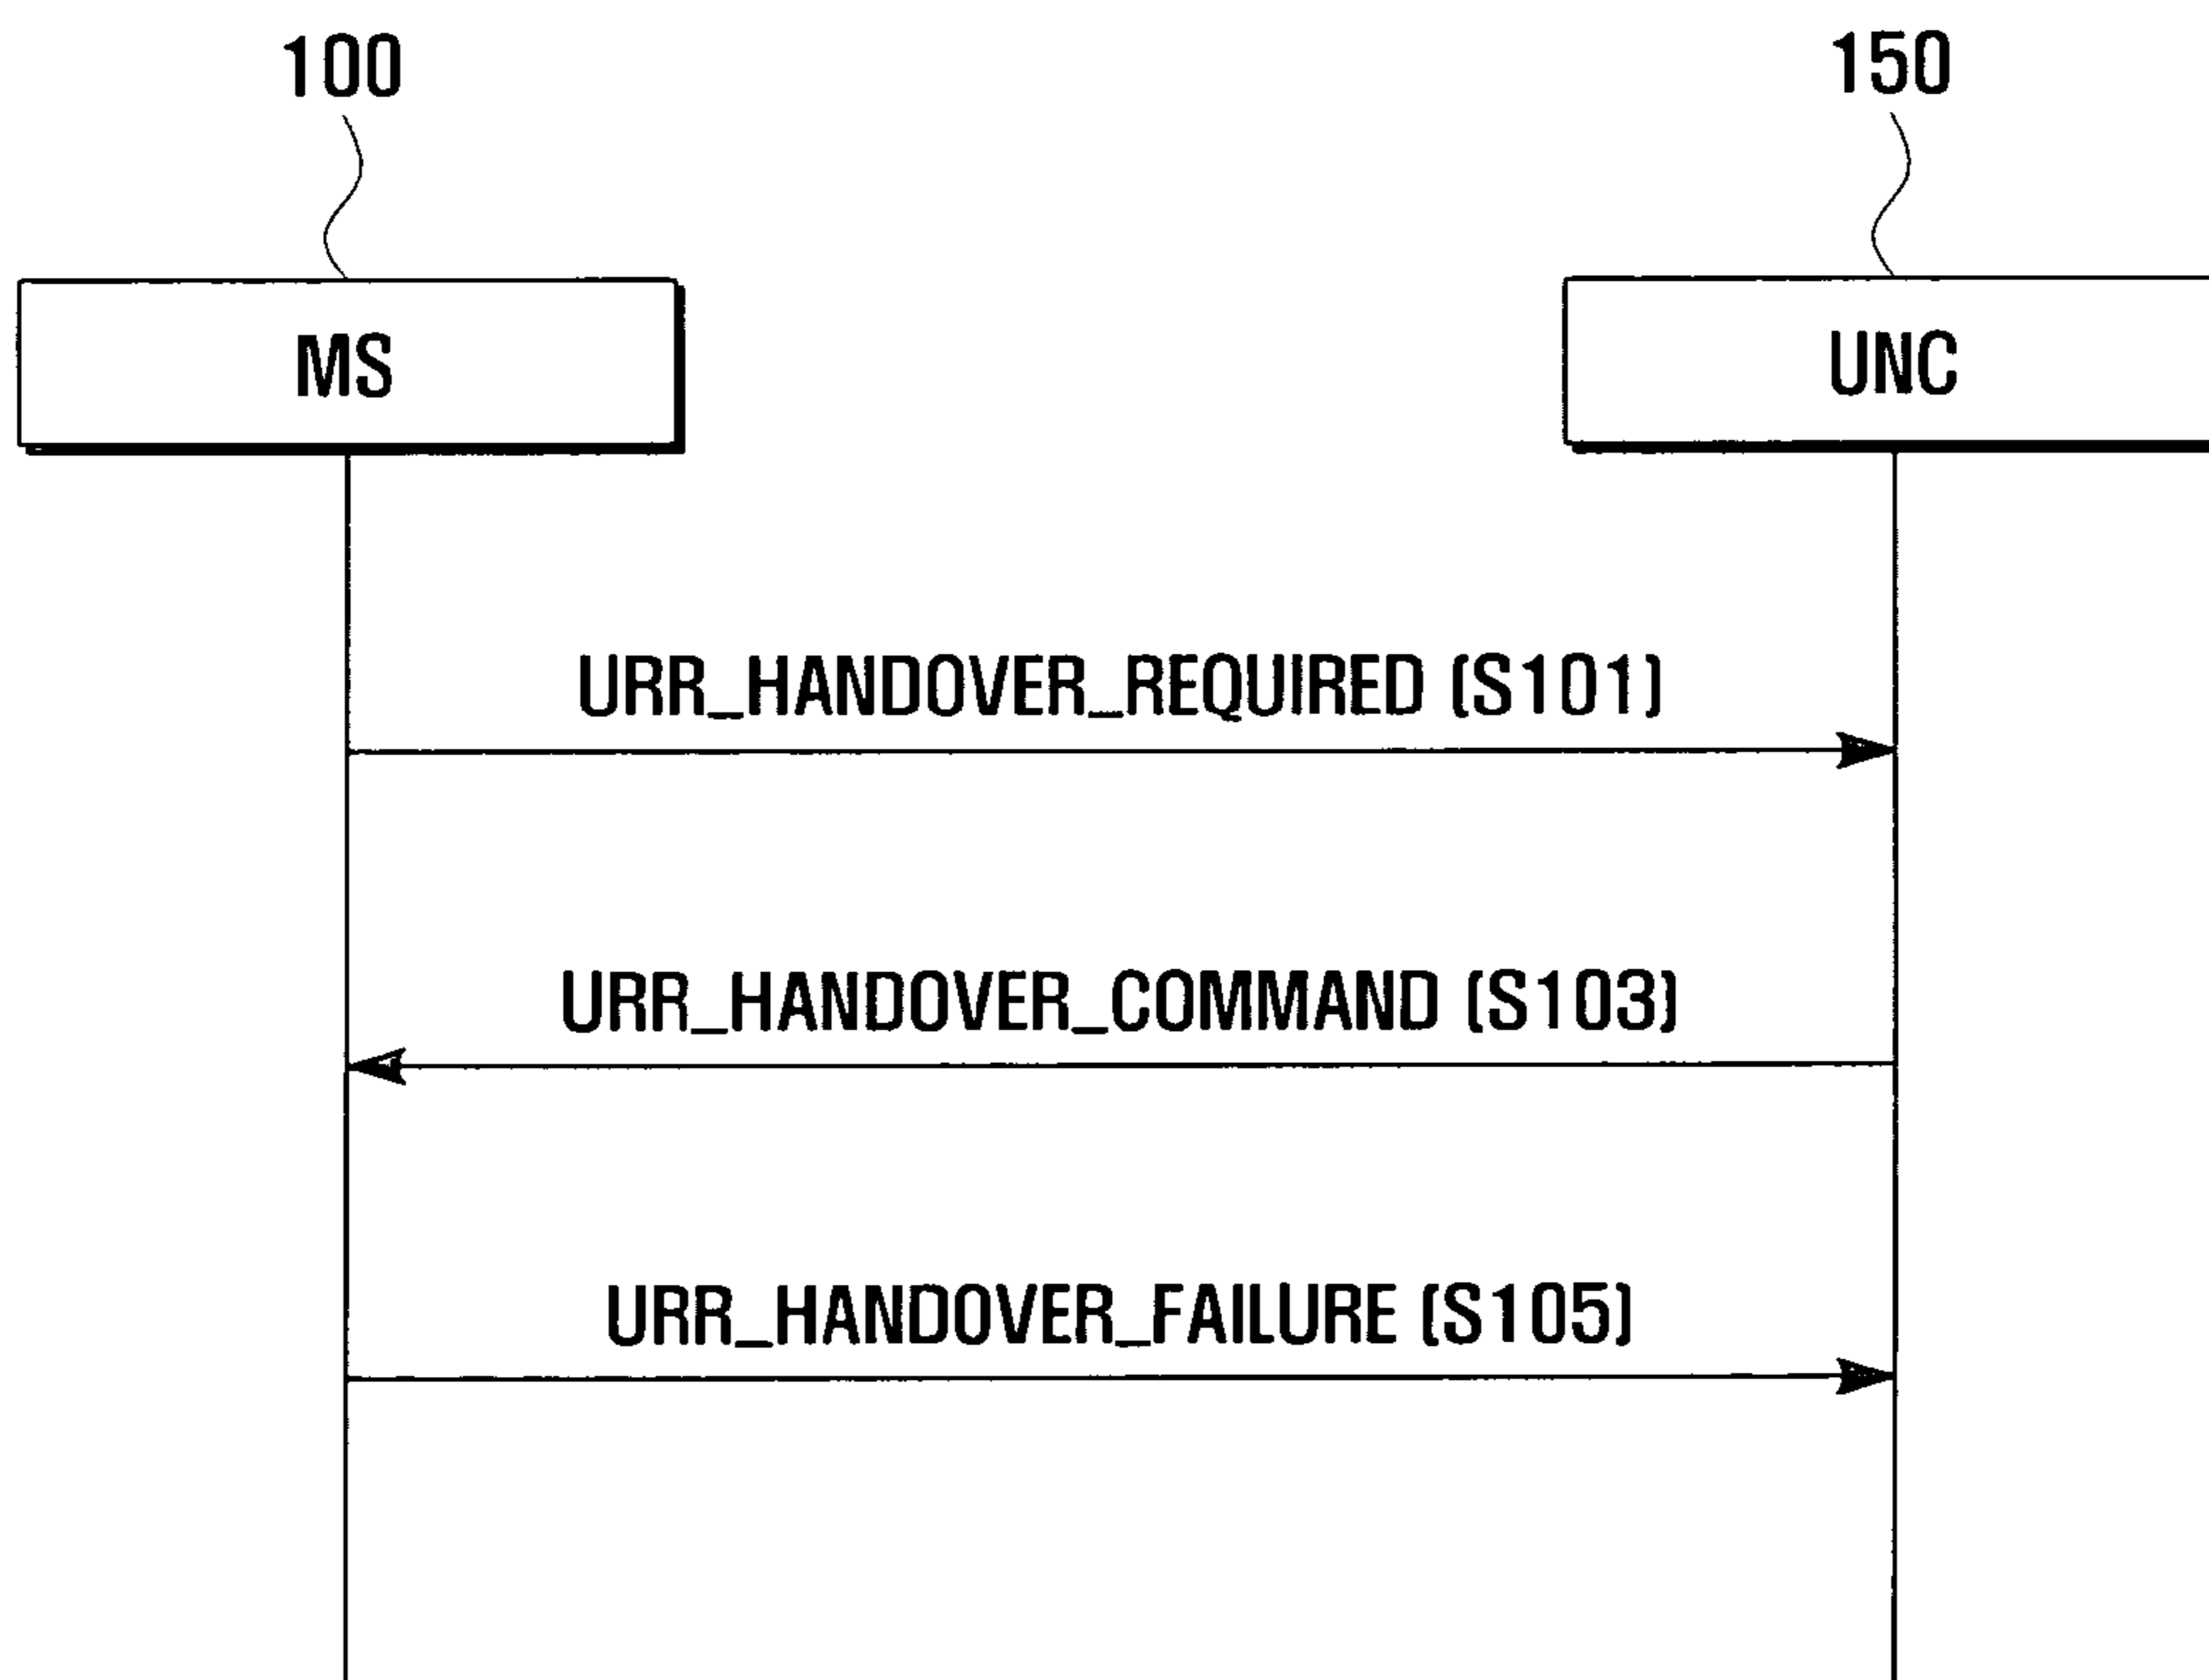 100
150
MS
UNC
URR_HANDOVER_REQUIRED (S101)
URR_HANDOVER_COMMAND (S103)
URR_HANDOVER_FAILURE (S105)